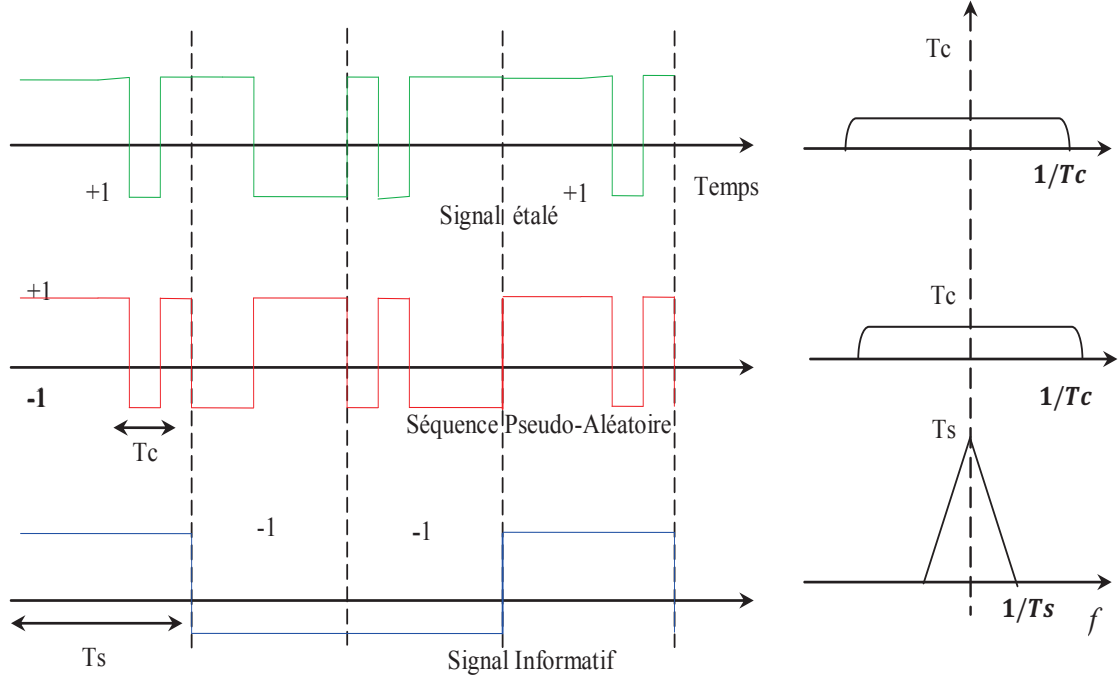 Tc
+1
+1
Temps
1/Tc
Signal étalé
+1
Tc
-1
1/Tc
Séquence Pseudo-Aléatoire
Tc
Ts
-1
-1
1/Ts
f
Ts
Signal Informatif